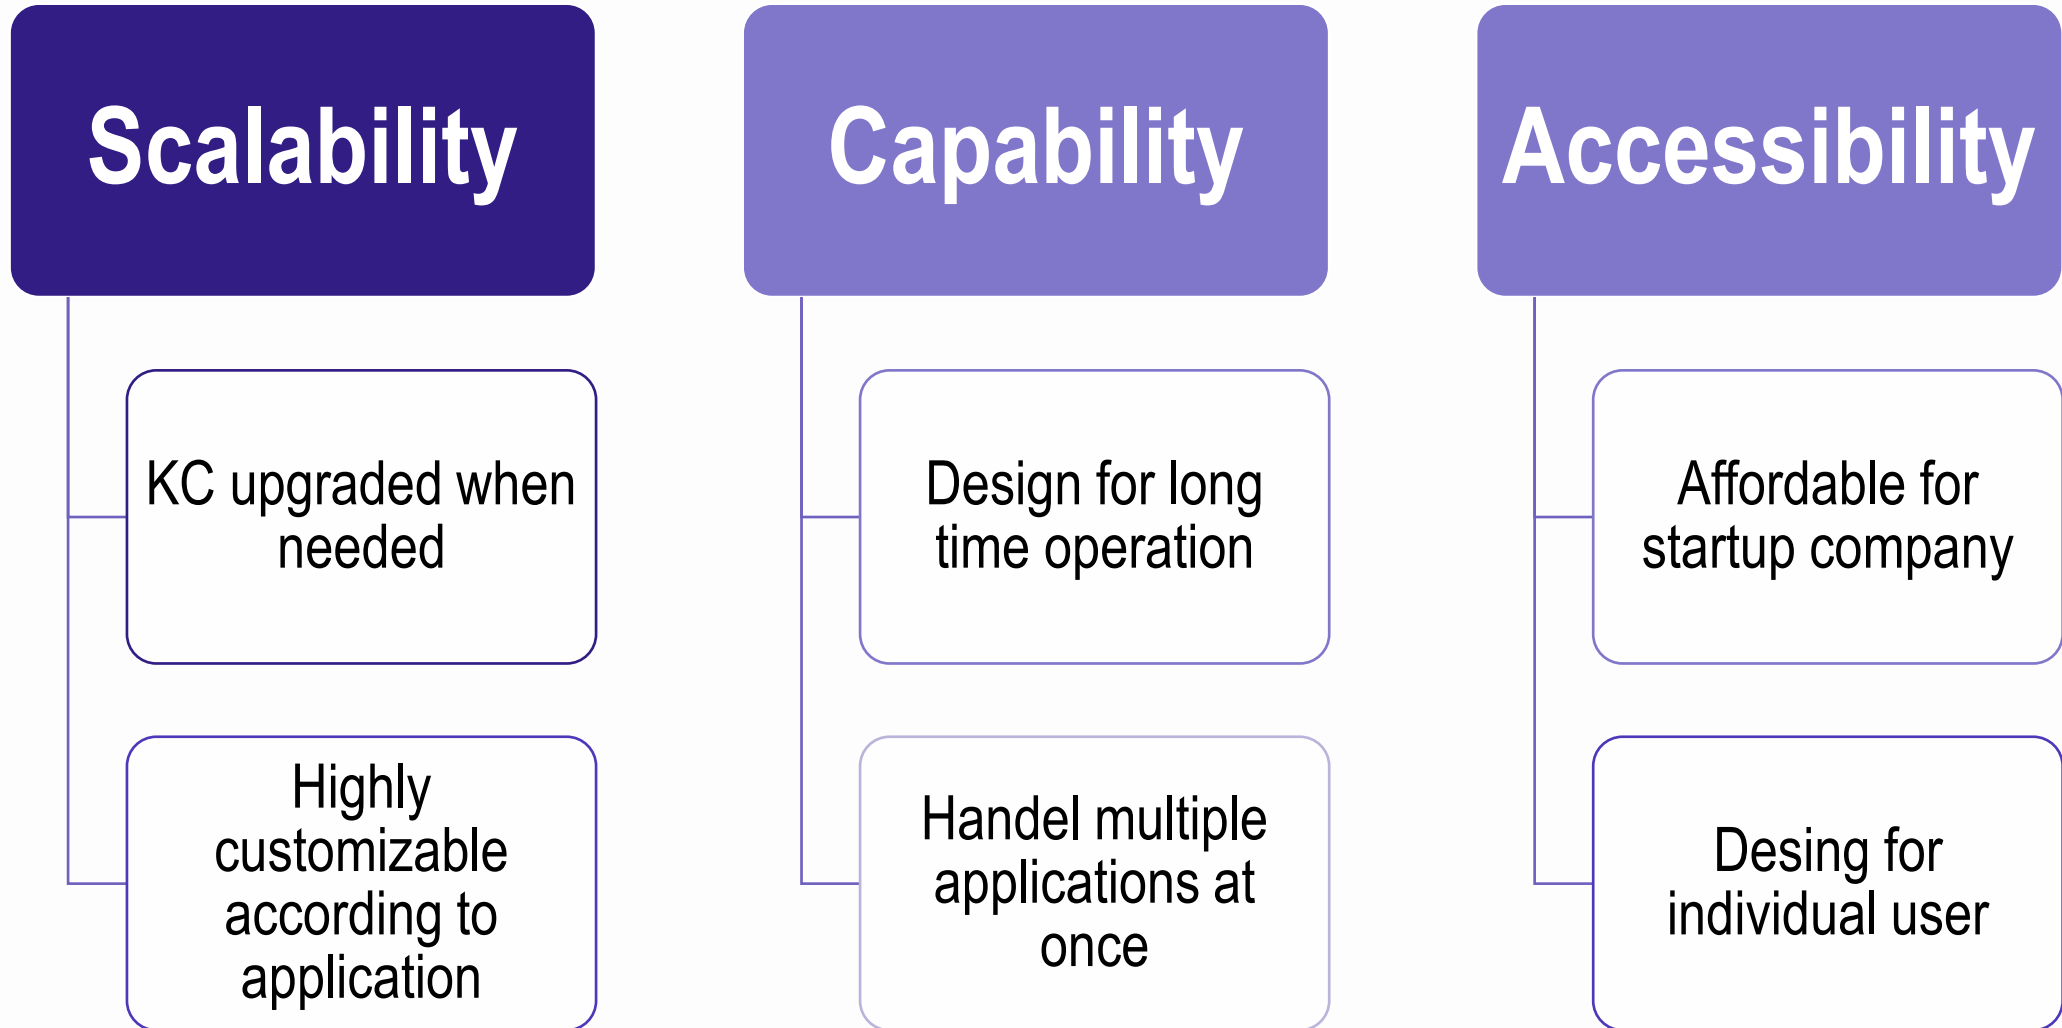 Scalability
KC upgraded when
needed
Highly
customizable
according to
application
Capability
Design for long
time operation
Handel multiple
applications at
once
Accessibility
Affordable for
startup company
Desing for
individual user